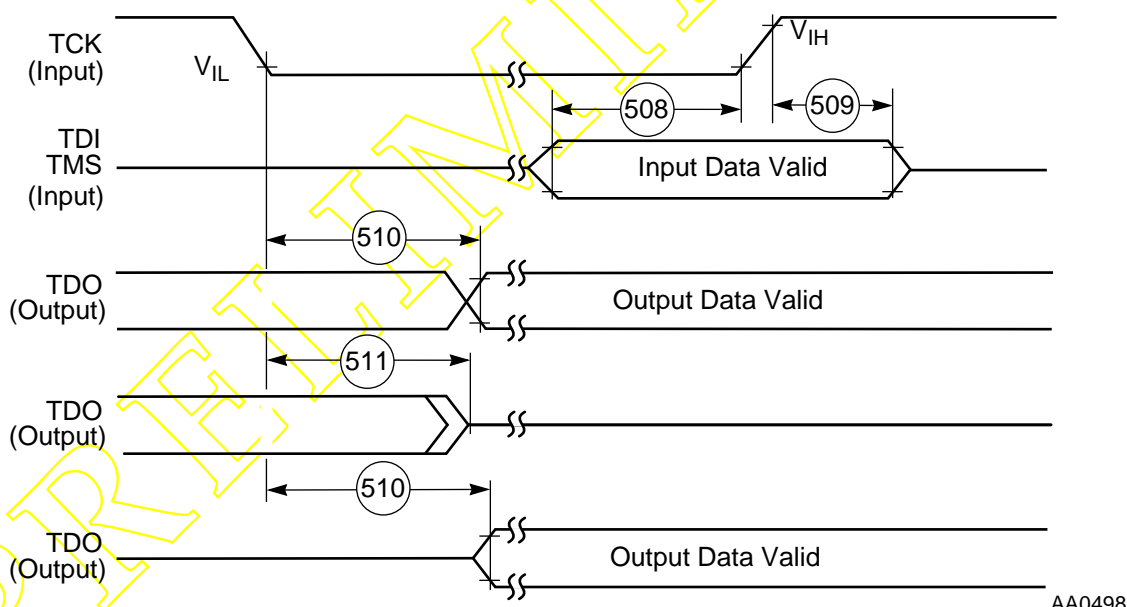 TCK
(Input)
VIL
VIH
508
509
TDI
TMS
(Input)
Input Data Valid
510
TDO
(Output)
Output Data Valid
511
TDO
(Output)
510
TDO
(Output)
Output Data Valid
AA0498
PRELIMI